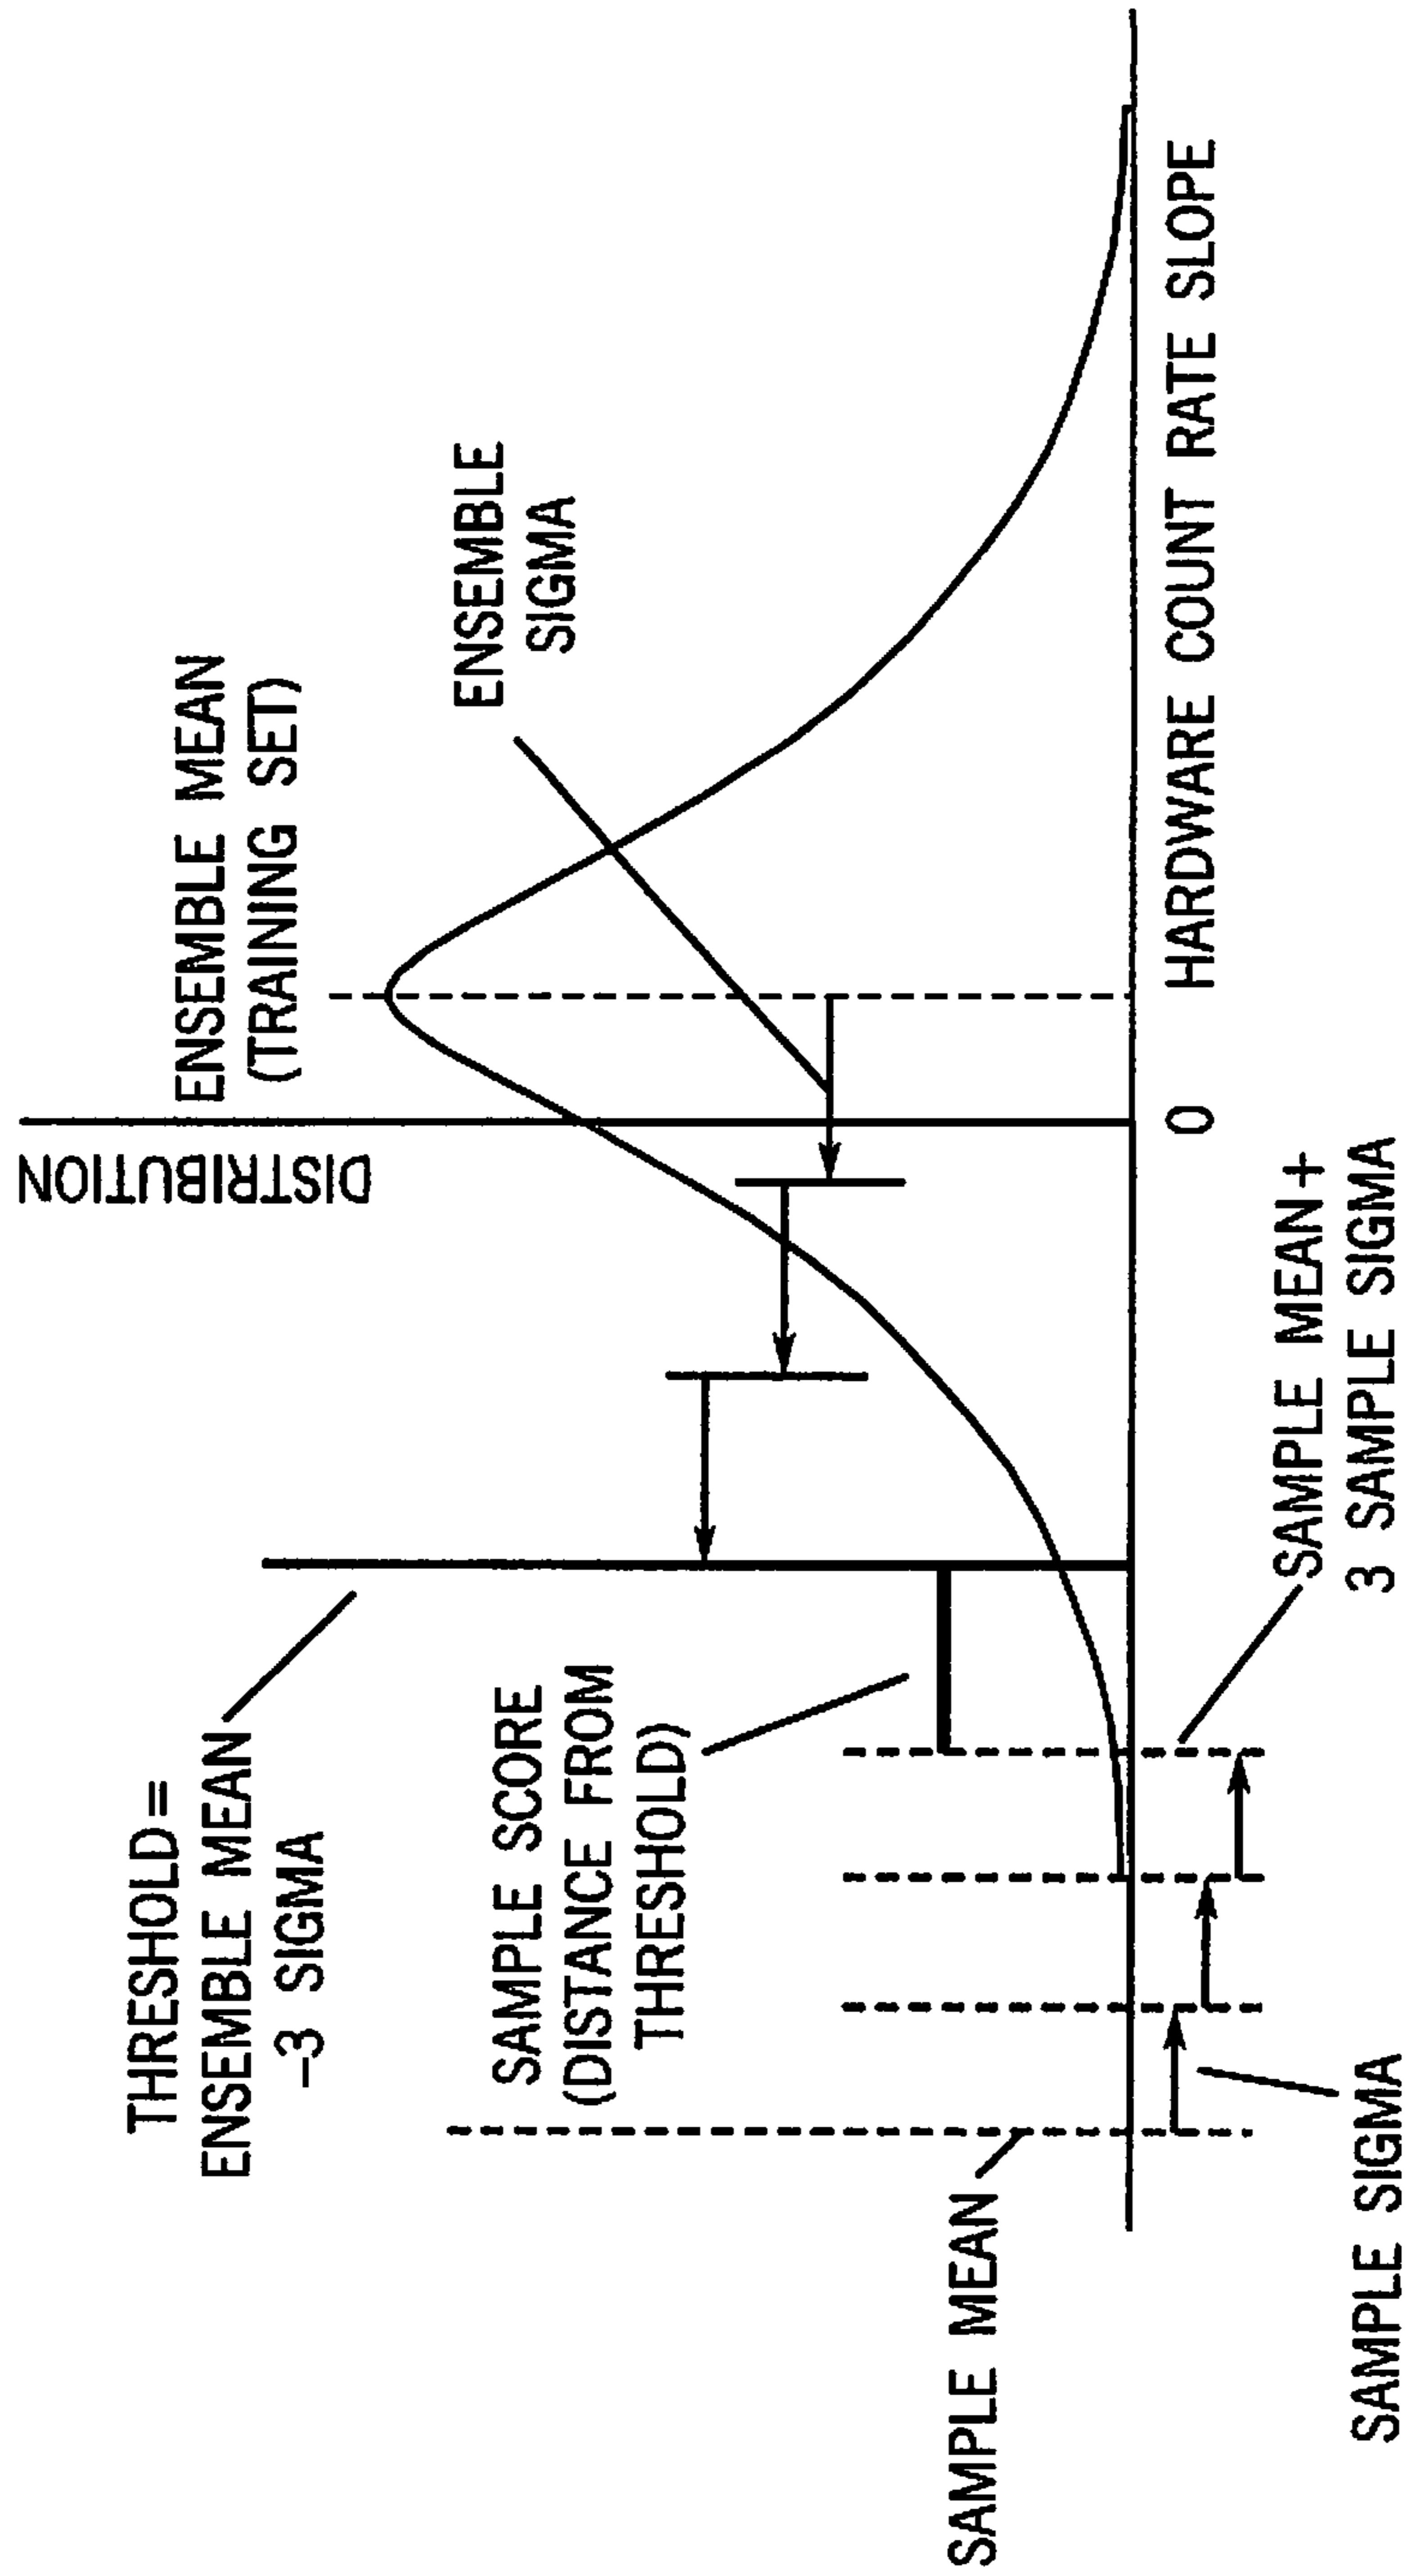 DISTRIBUTION
ENSEMBLE MEAN
(TRAINING SET)
ENSEMBLE
SIGMA
THRESHOLD=
ENSEMBLE MEAN
-3 SIGMA
SAMPLE SCORE
(DISTANCE FROM
THRESHOLD)
SAMPLE MEAN
0
HARDWARE COUNT RATE SLOPE
SAMPLE MEAN+
3 SAMPLE SIGMA
SAMPLE SIGMA